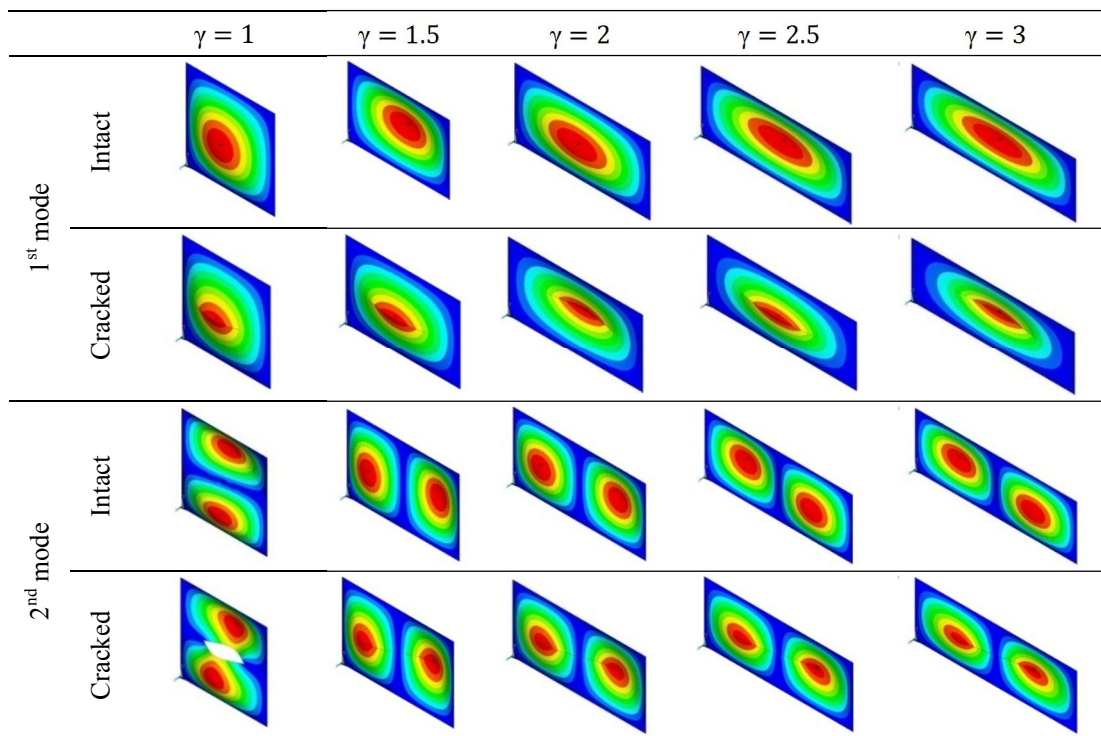 γ = 1 γ = 1.5 γ = 2 γ = 2.5 γ = 3
1st mode
Intact
Cracked
2nd mode
Intact
Cracked